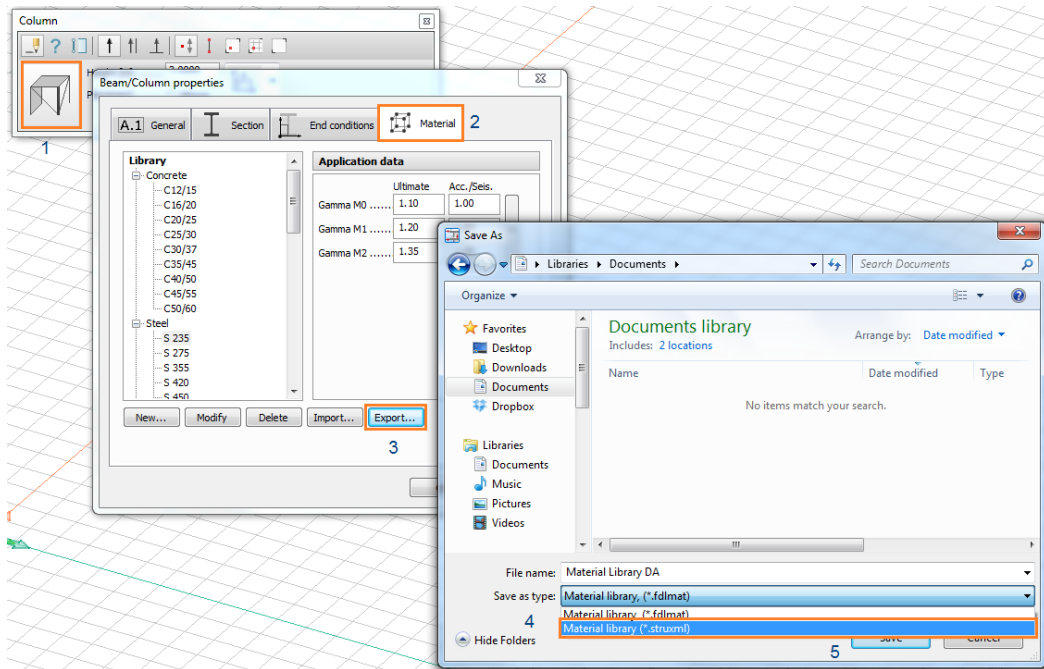 Column
3.0000
1
Beam/Column properties
A.1 General
Section
End conditions
Material
2
Library
Concrete
C12/15
C16/20
C20/25
C25/30
C30/37
C35/45
C40/50
C45/55
C50/60
Steel
S 235
S 275
S 355
S 420
S 450
Application data
Ultimate Acc./Seis.
Gamma M0 ...... 1.10 1.00
Gamma M1 ...... 1.20
Gamma M2 ...... 1.35
New... Modify Delete Import... Export...
3
Save As
Libraries Documents
Search Documents
Organize
Favorites
Desktop
Downloads
Documents
Dropbox
Libraries
Documents
Music
Pictures
Videos
Documents library
Includes: 2 locations
Arrange by: Date modified
Name Date modified Type
No items match your search.
File name: Material Library DA
Save as type: Material library, (*.fdlmat)
Material library, (*.fdlmat)
Material library (*.struxml)
4
Hide Folders
5
Save Cancel